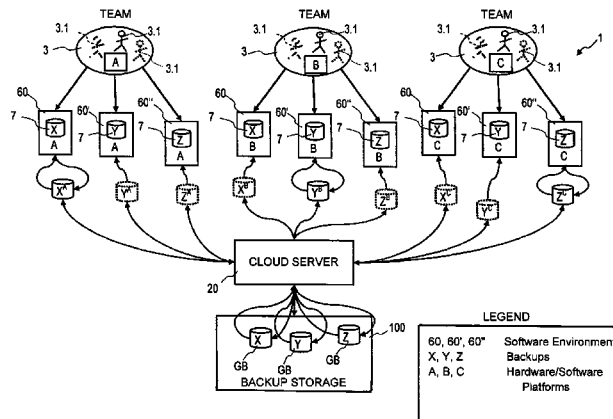 TEAM TEAM TEAM
3.1 3.1 3.1 3.1 3.1 3.1 1
3 3.1 3 3.1 3 3.1
A B C
60 60' 60" 60 60' 60" 60 60' 60"
X Y Z X Y Z X Y Z
7 7 7 7 7 7 7 7 7
A A A B B B C C C
CLOUD SERVER
20
X Y Z 100
GB GB GB
BACKUP STORAGE
LEGEND
60, 60', 60" Software Environment
X, Y, Z Backups
A, B, C Hardware/Software
Platforms